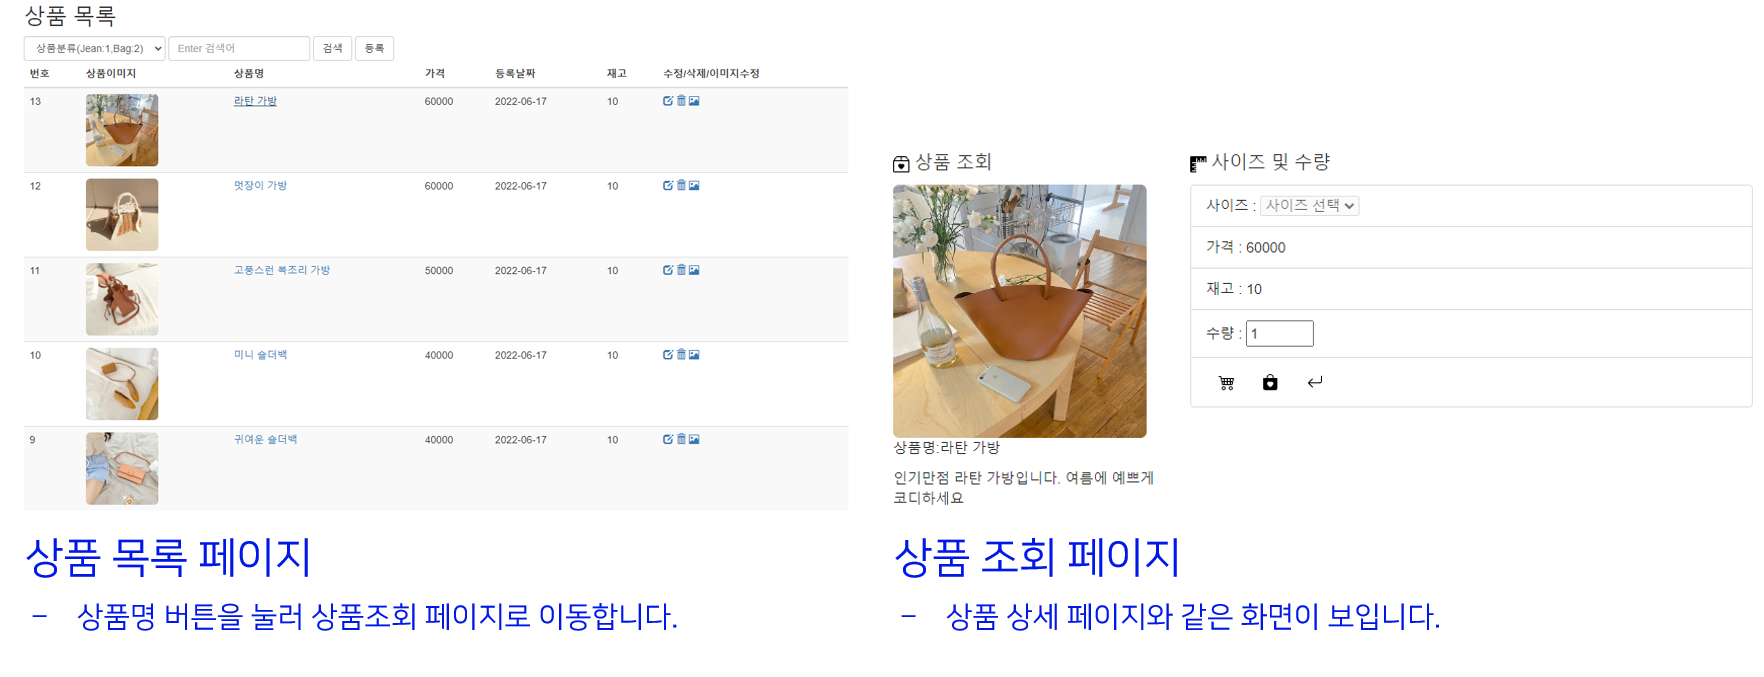 상품 목록
상품분류(Jean:1,Bag:2) Enter 검색어 검색 등록
번호 상품이미지 상품명 가격 등록날짜 재고 수정/삭제/이미지수정
13 라탄 가방 60000 2022-06-17 10
12 멋쟁이 가방 60000 2022-06-17 10
11 고풍스런 복조리 가방 50000 2022-06-17 10
10 미니 숄더백 40000 2022-06-17 10
9 귀여운 숄더백 40000 2022-06-17 10
상품 목록 페이지
– 상품명 버튼을 눌러 상품조회 페이지로 이동합니다.
상품 조회
상품명:라탄 가방
인기만점 라탄 가방입니다. 여름에 예쁘게
코디하세요
사이즈 및 수량
사이즈 : 사이즈 선택
가격 : 60000
재고 : 10
수량 : 1
상품 조회 페이지
– 상품 상세 페이지와 같은 화면이 보입니다.